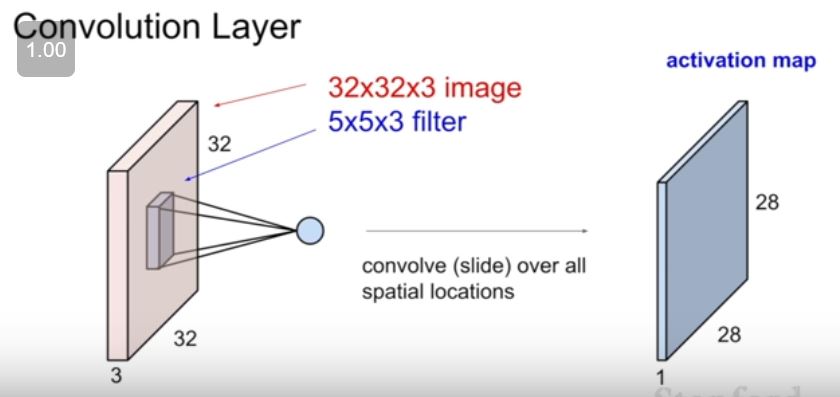 Convolution Layer
1.00
activation map
32x32x3 image
5x5x3 filter
32
28
convolve (slide) over all
spatial locations
32
28
3
1
Stanford